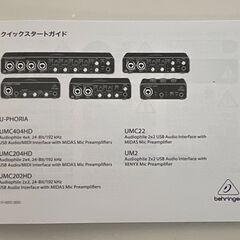 クイックスタートガイド
U-PHORIA
UMC404HD
Audiophile 4x4, 24-Bit/192 kHz
USB Audio/MIDI Interface with MIDAS Mic Preamplifiers
UMC204HD
Audiophile 2x4, 24-Bit/192 kHz
USB Audio/MIDI Interface with MIDAS Mic Preamplifiers
UMC202HD
Audiophile 2x2, 24-Bit/192 kHz
USB Audio Interface with MIDAS Mic Preamplifiers
UMC22
Audiophile 2x2 USB Audio Interface with
MIDAS Mic Preamplifier
UM2
Audiophile 2x2 USB Audio Interface with
XENYX Mic Preamplifier
behringer